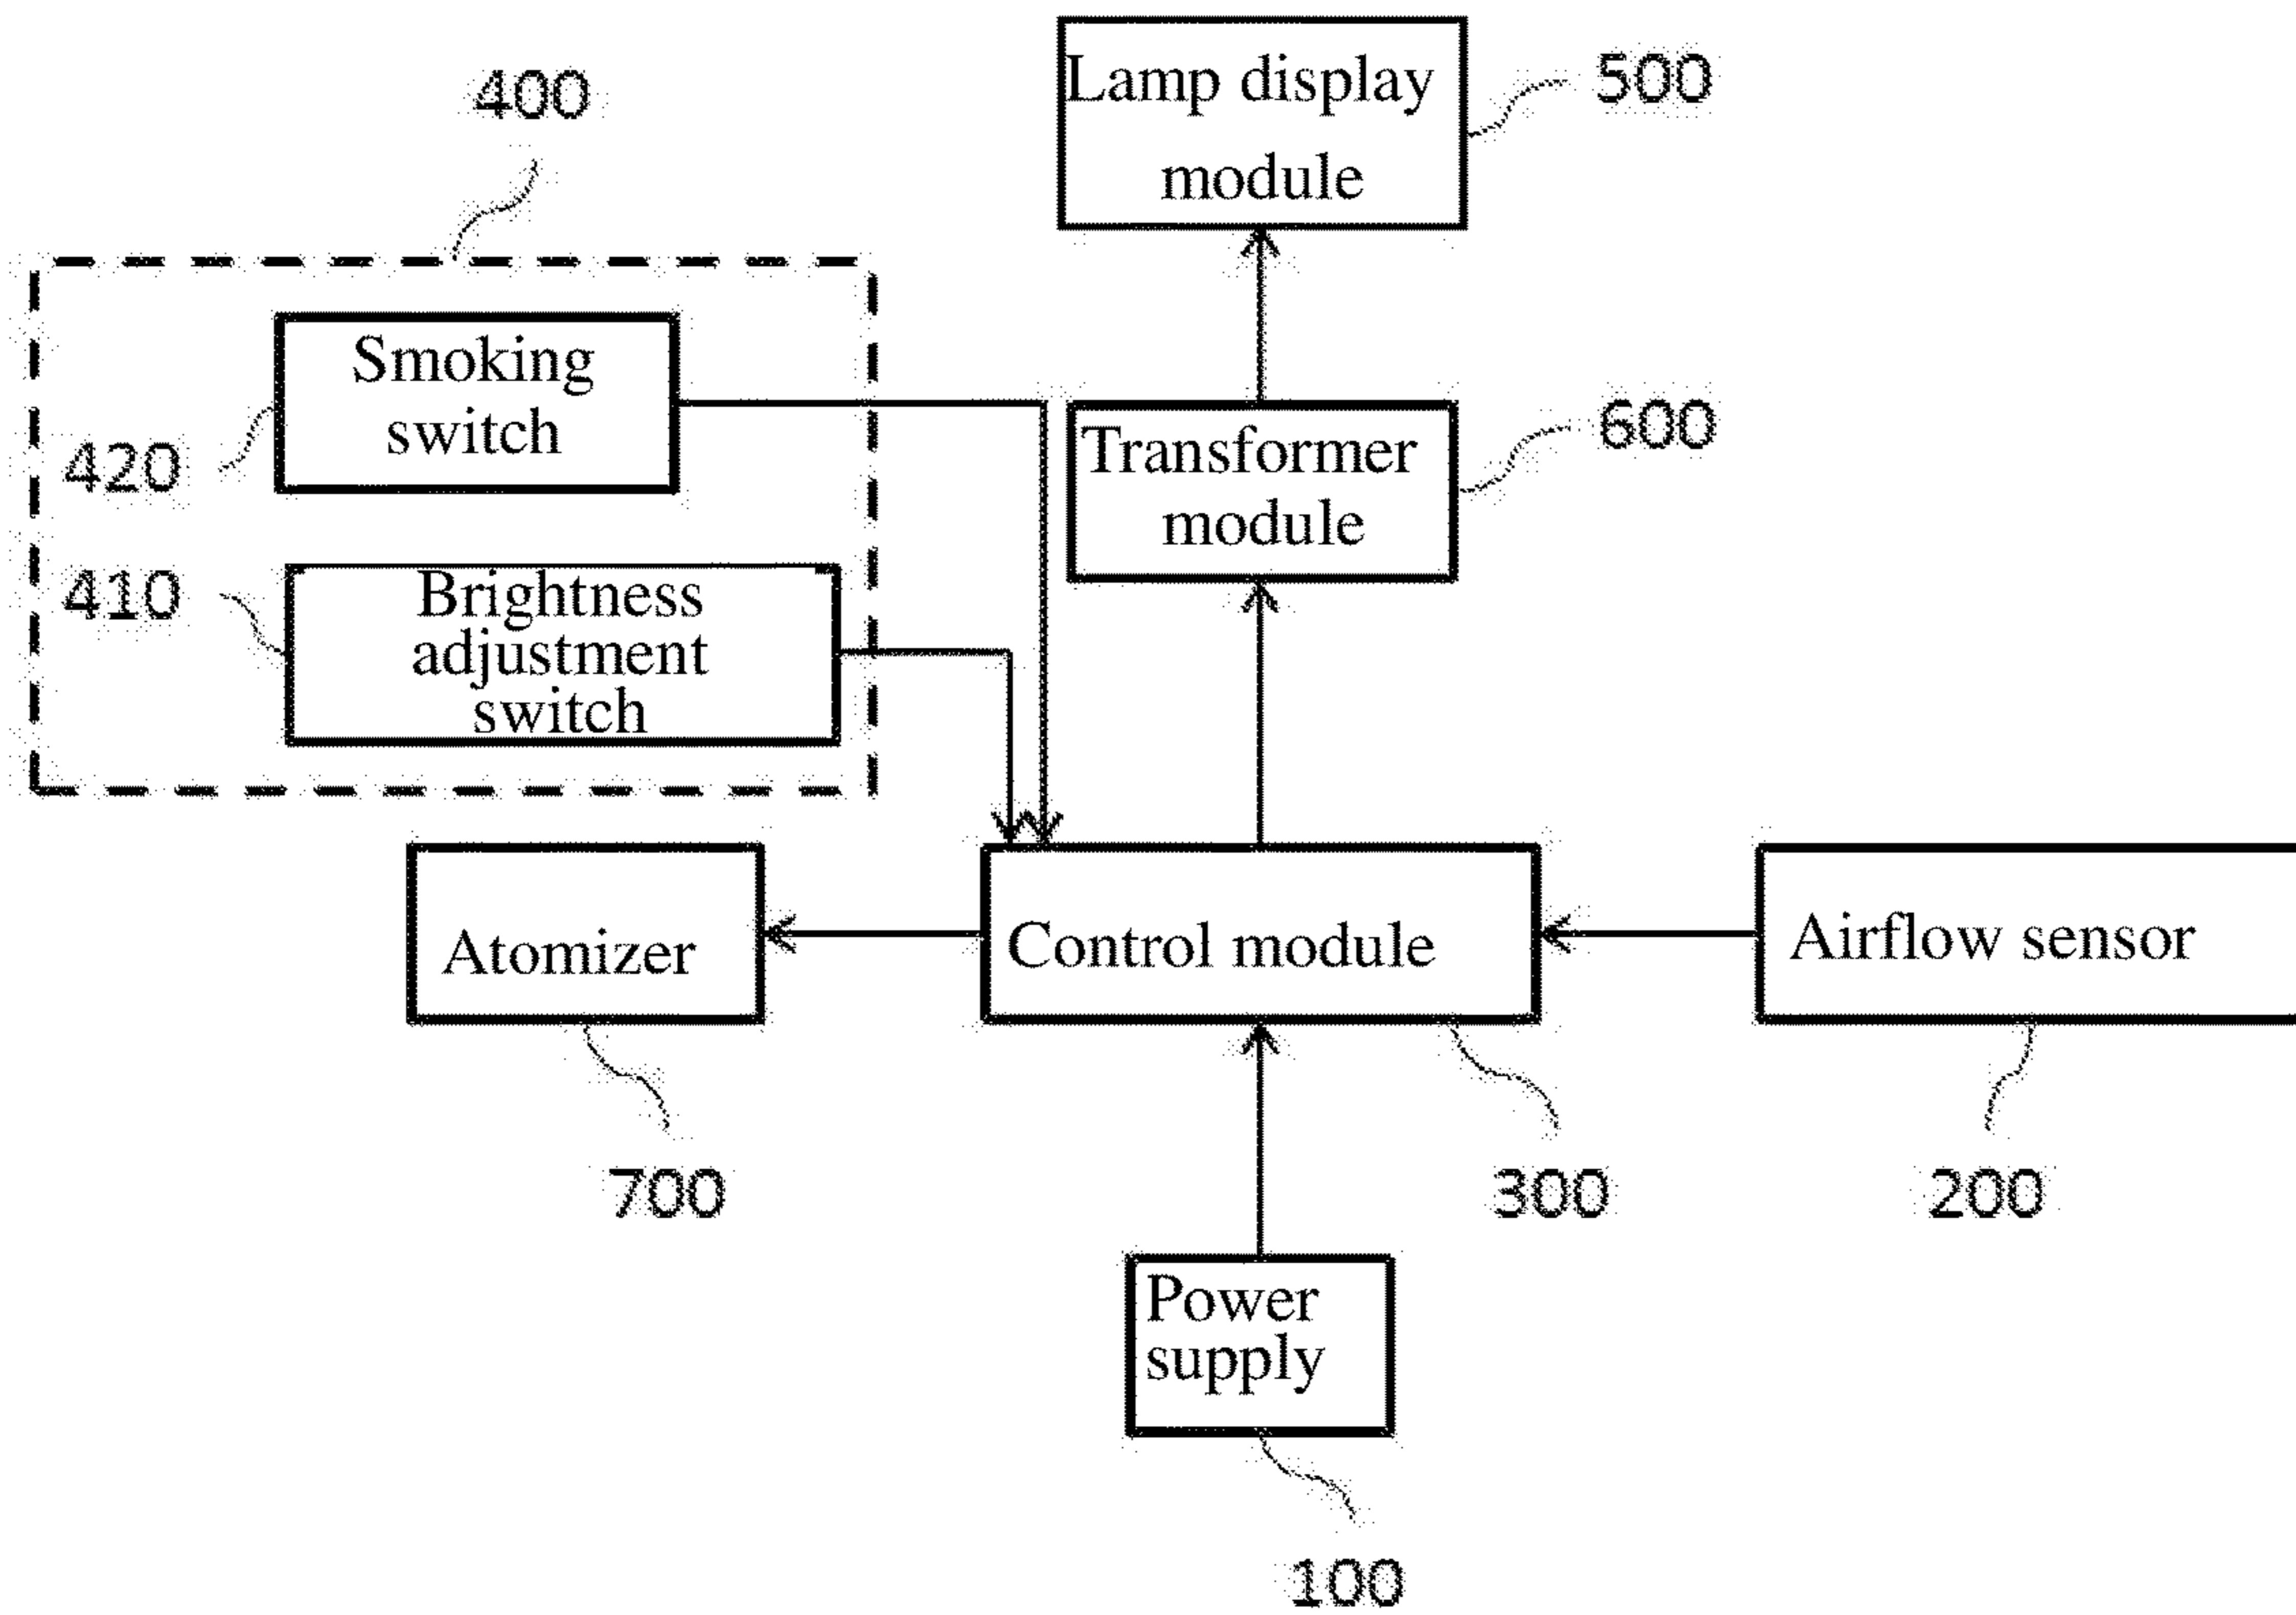 400
Lamp display
module
500
Smoking
switch
420
Transformer
module
600
410
Brightness
adjustment
switch
Atomizer
Control module
Airflow sensor
700
300
200
Power
supply
100